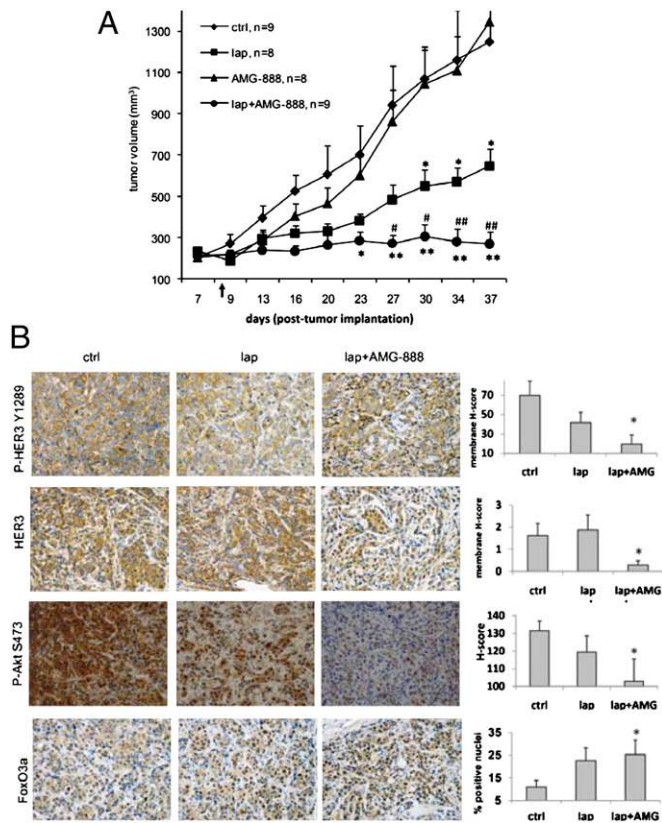 A
ctrl, n=9
lap, n=8
AMG-888, n=8
lap+AMG-888, n=9
tumor volume (mm³)
1300
1100
900
700
500
300
100
* * *
# # ## ##
* ** ** ** **
7 9 13 16 20 23 27 30 34 37
days (post-tumor implantation)
B
ctrl lap lap+AMG-888
P-HER3 Y1289
membrane H-score
70
50
30
10
*
ctrl lap lap+AMG
HER3
membrane H-score
3
2
1
0
*
ctrl lap lap+AMG
P-Akt S473
H-score
140
130
120
110
100
*
ctrl lap lap+AMG
FoxO3a
% positive nuclei
35
25
15
5
*
ctrl lap lap+AMG